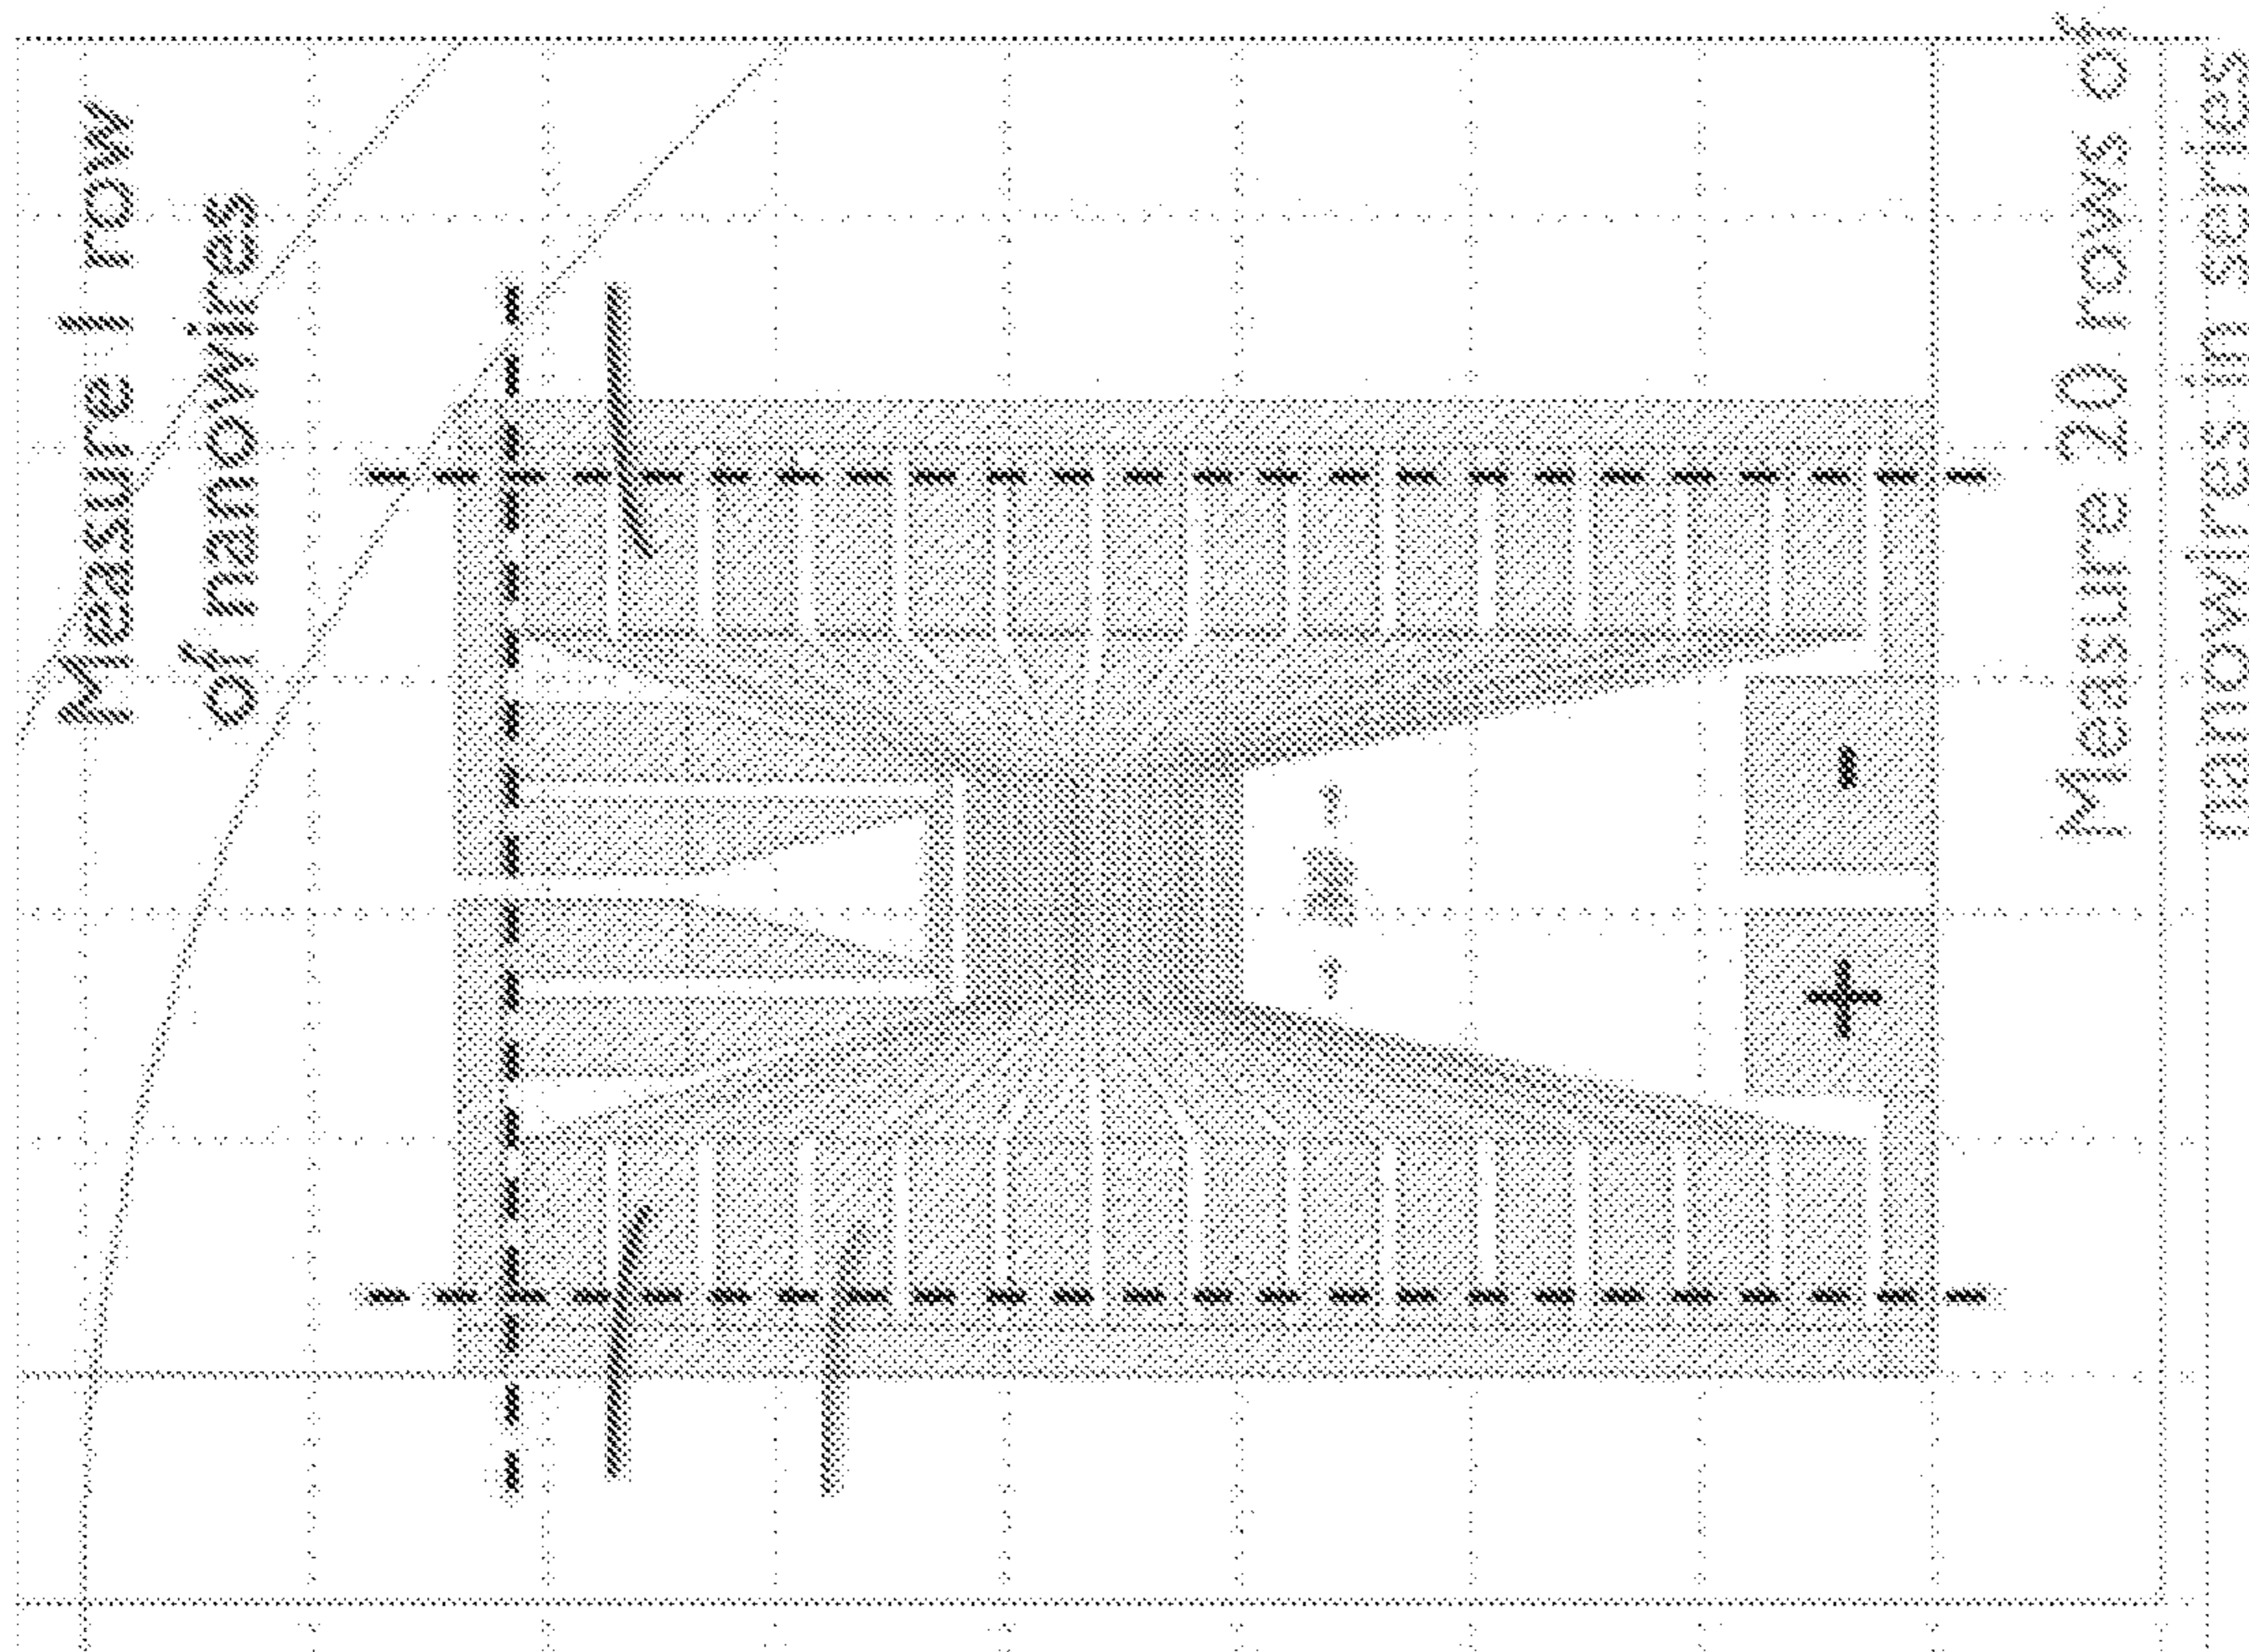 Measure 1 row
of nanowires
Measure 20 rows of
nanowires in series
-
+